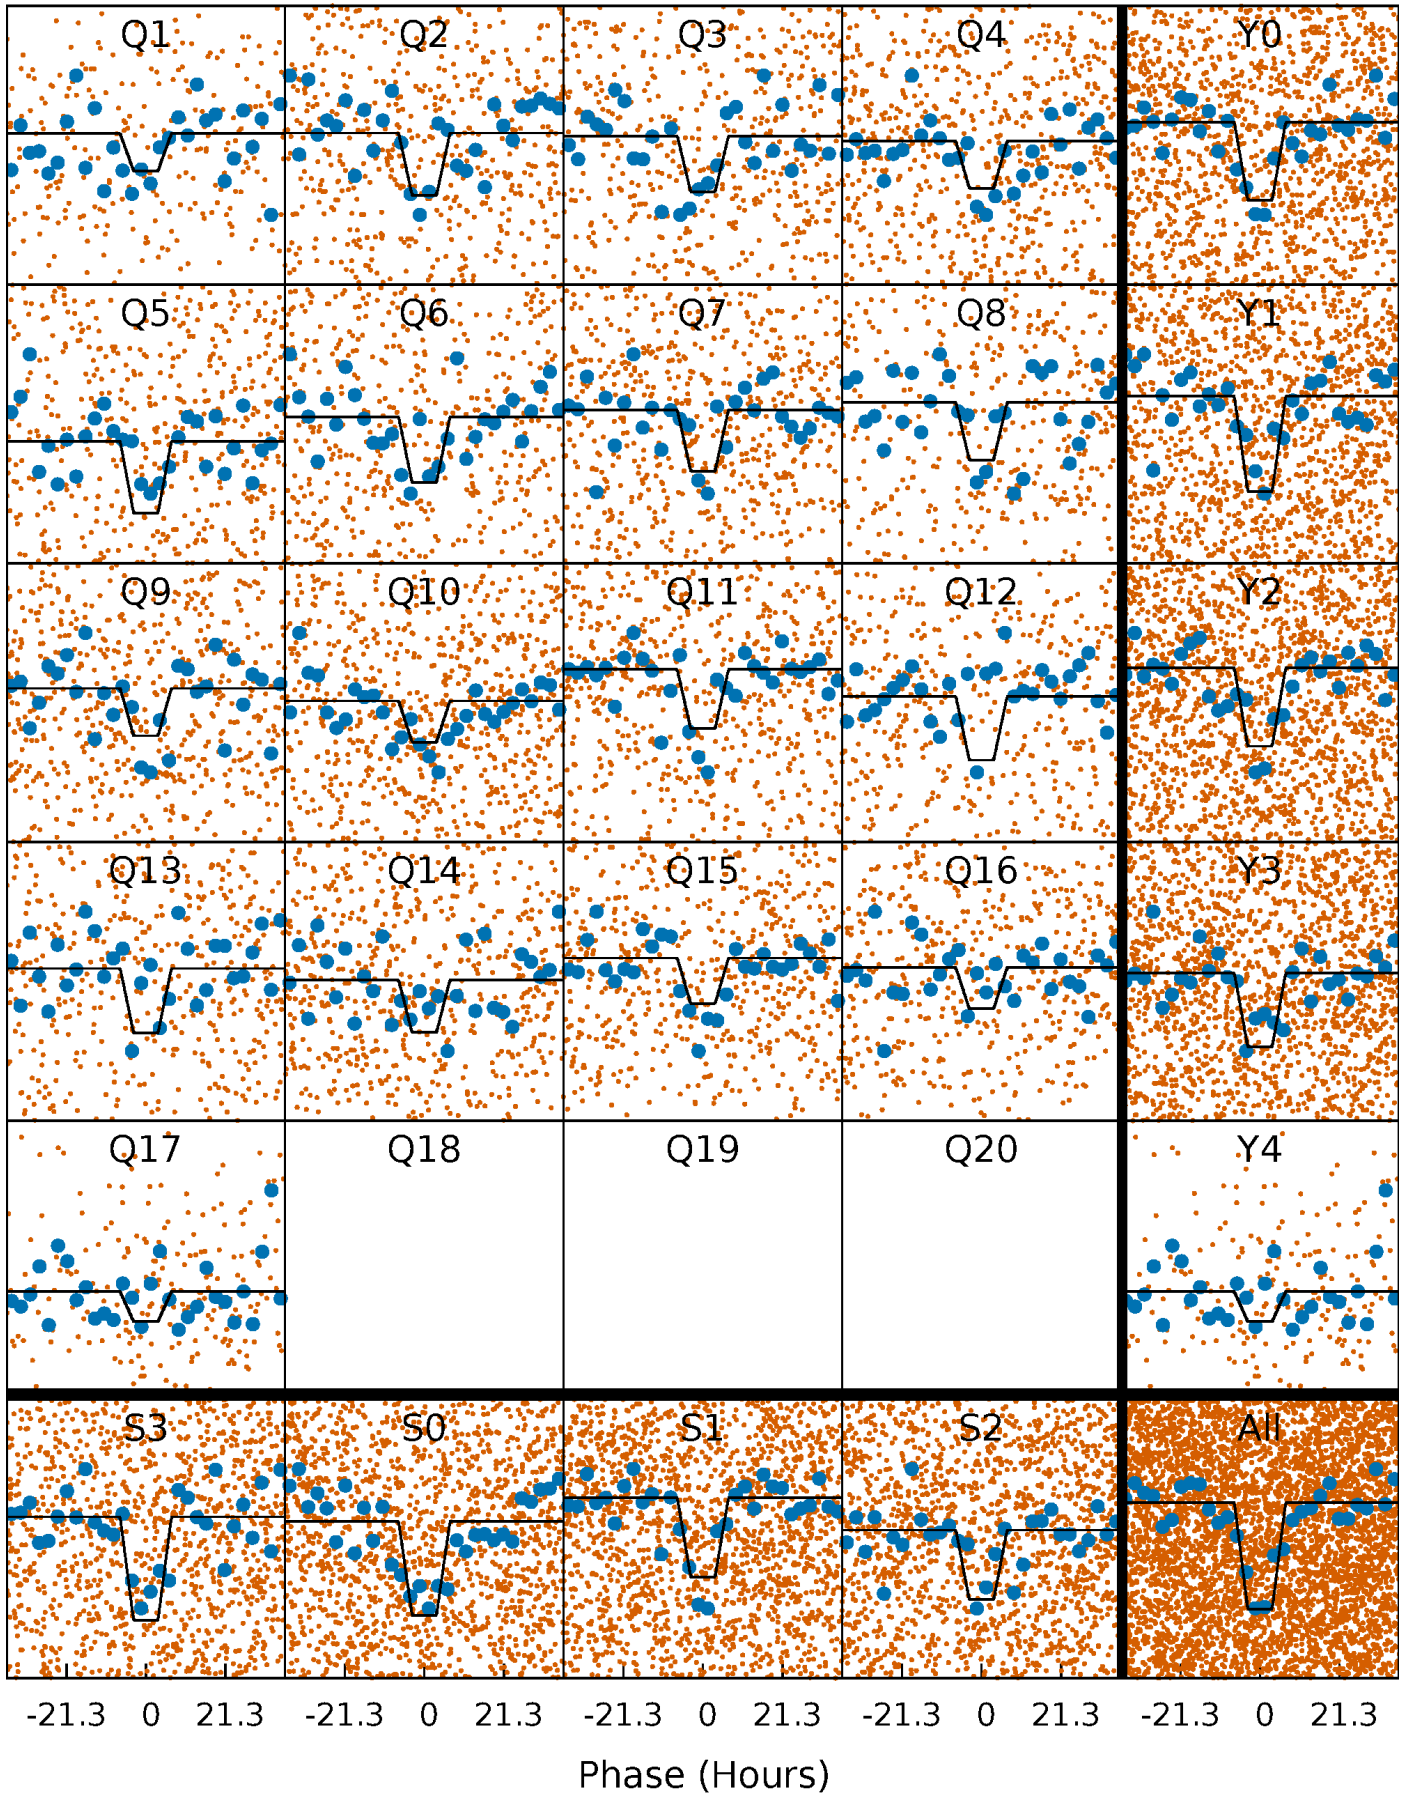 Q1 Q2 Q3 Q4 Y0
Q5 Q6 Q7 Q8 Y1
Q9 Q10 Q11 Q12 Y2
Q13 Q14 Q15 Q16 Y3
Q17 Q18 Q19 Q20 Y4
S3 S0 S1 S2 All
-21.3 0 21.3 -21.3 0 21.3 -21.3 0 21.3 -21.3 0 21.3 -21.3 0 21.3
Phase (Hours)